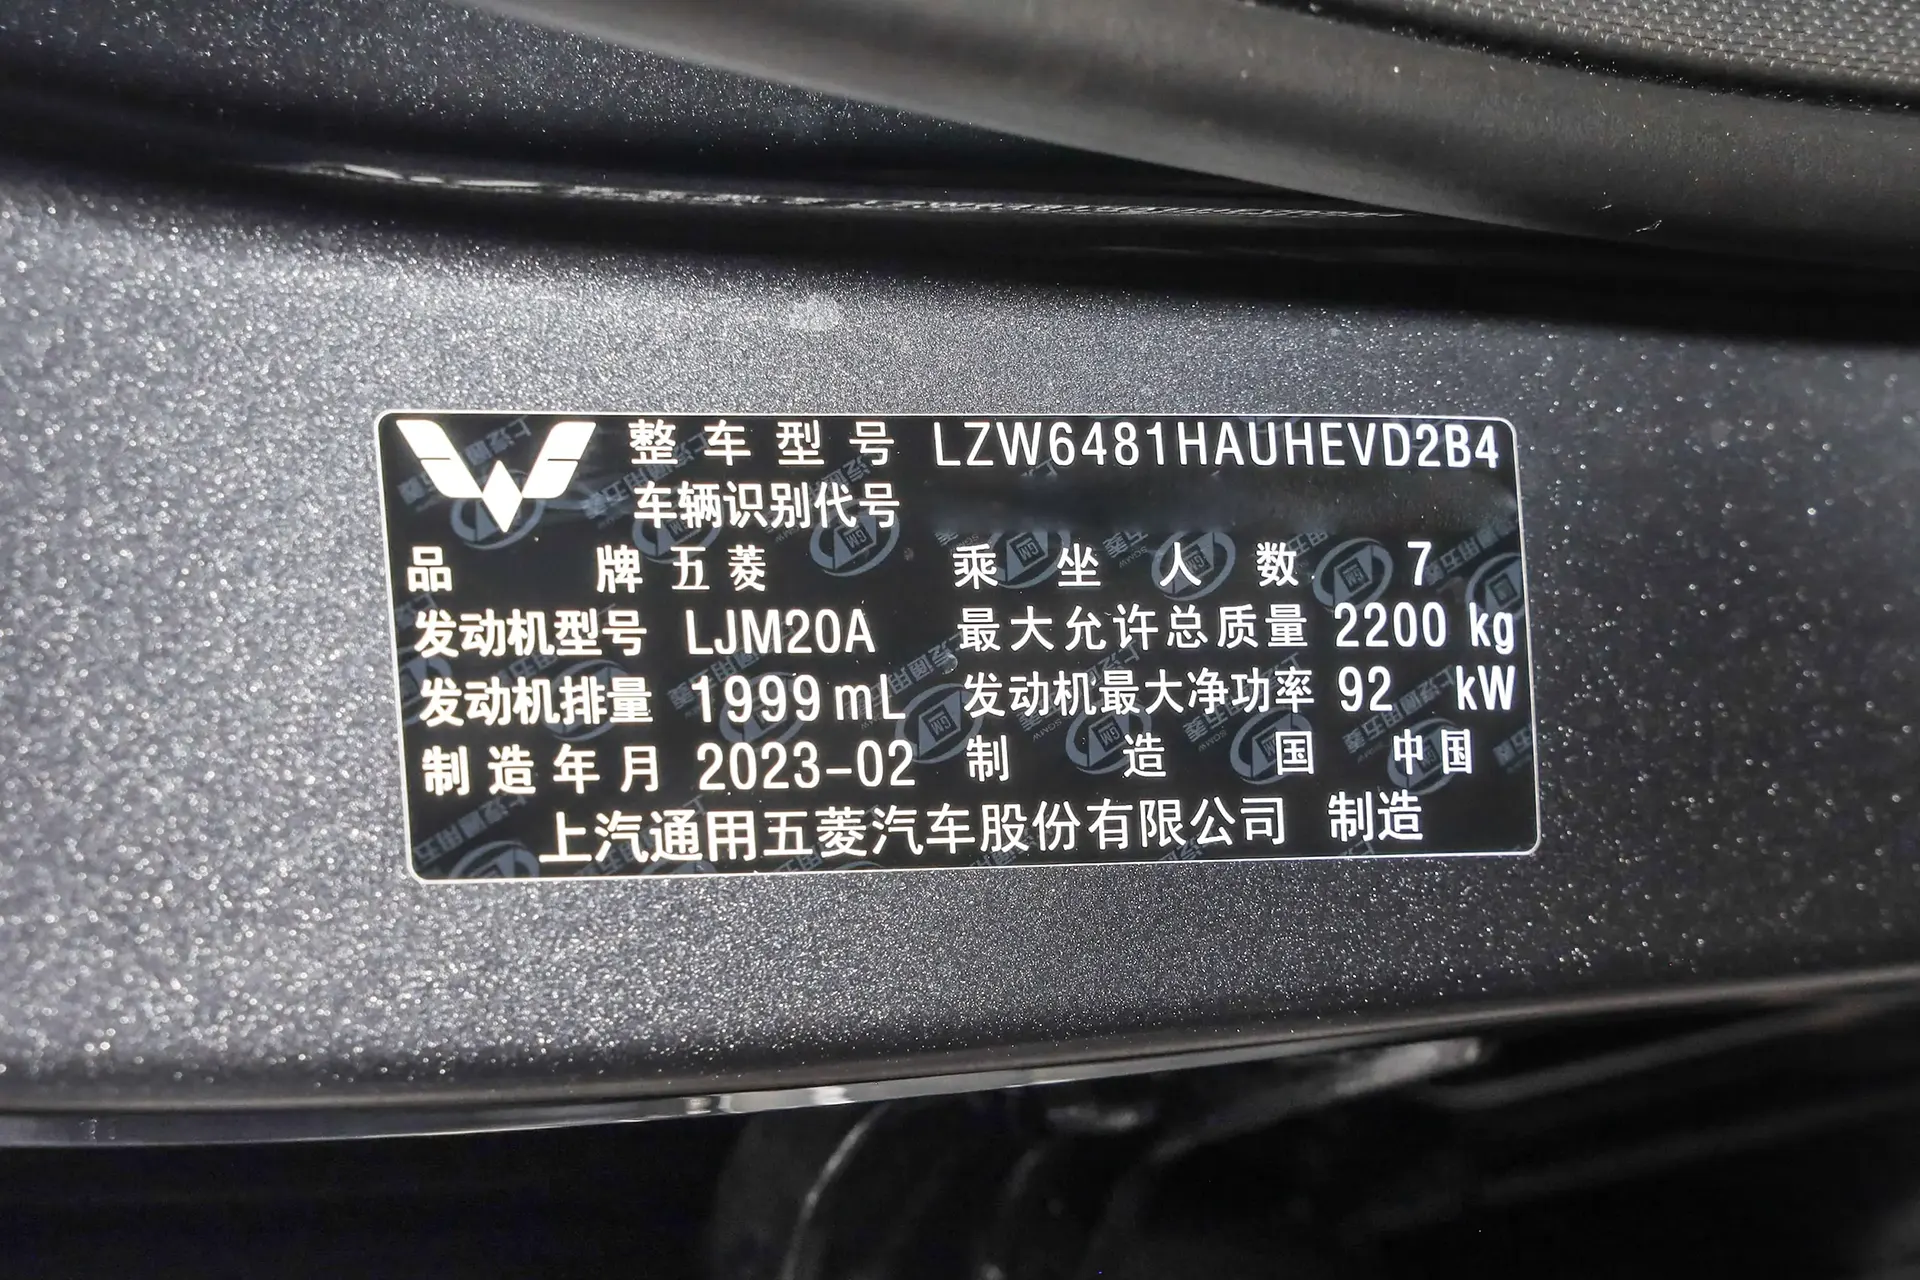 整车型号 LZW6481HAUHEVD2B4
车辆识别代号
品牌 五菱 乘坐人数 7
发动机型号 LJM20A 最大允许总质量 2200 kg
发动机排量 1999 mL 发动机最大净功率 92 kW
制造年月 2023-02 制造国 中国
上汽通用五菱汽车股份有限公司 制造